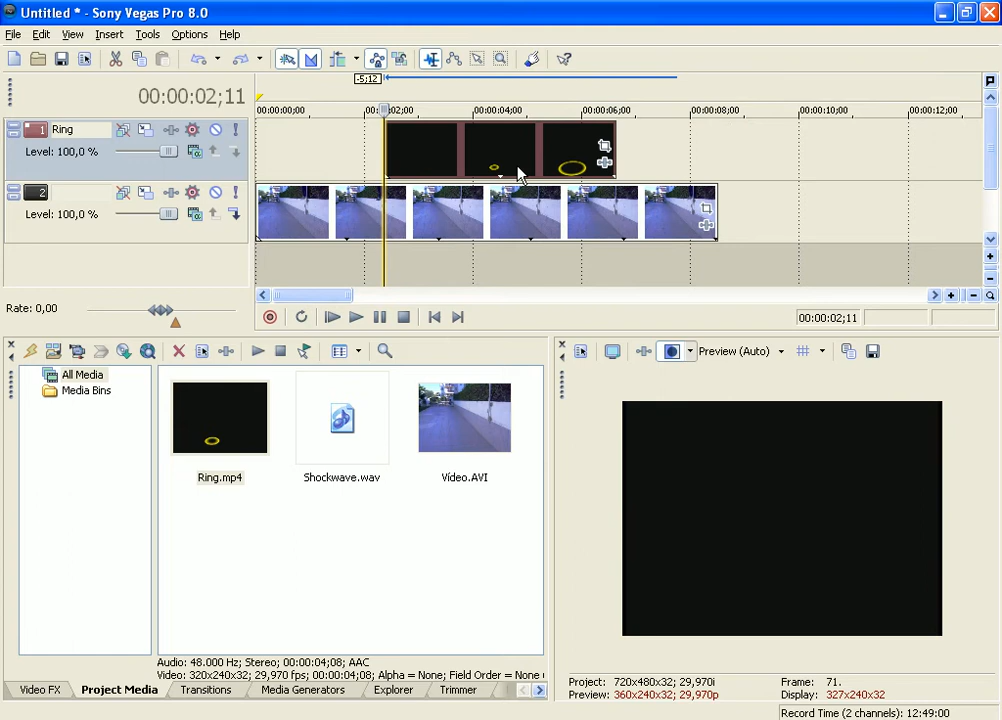 Untitled * - Sony Vegas Pro 8.0
File Edit View Insert Tools Options Help
-5;12
00:00:02;11
00:00:00;00 00:00:02;00 00:00:04;00 00:00:06;00 00:00:08;00 00:00:10;00 00:00:12;00
1 Ring
Level: 100,0 %
2
Level: 100,0 %
Rate: 0,00
00:00:02;11
Preview (Auto)
All Media
Media Bins
Ring.mp4 Shockwave.wav Vídeo.AVI
Audio: 48.000 Hz; Stereo; 00:00:04;08; AAC
Video: 320x240x32; 29,970 fps; 00:00:04;08; Alpha = None; Field Order = None
Video FX Project Media Transitions Media Generators Explorer Trimmer
Project: 720x480x32; 29,970i Frame: 71.
Preview: 360x240x32; 29,970p Display: 327x240x32
Record Time (2 channels): 12:49:00